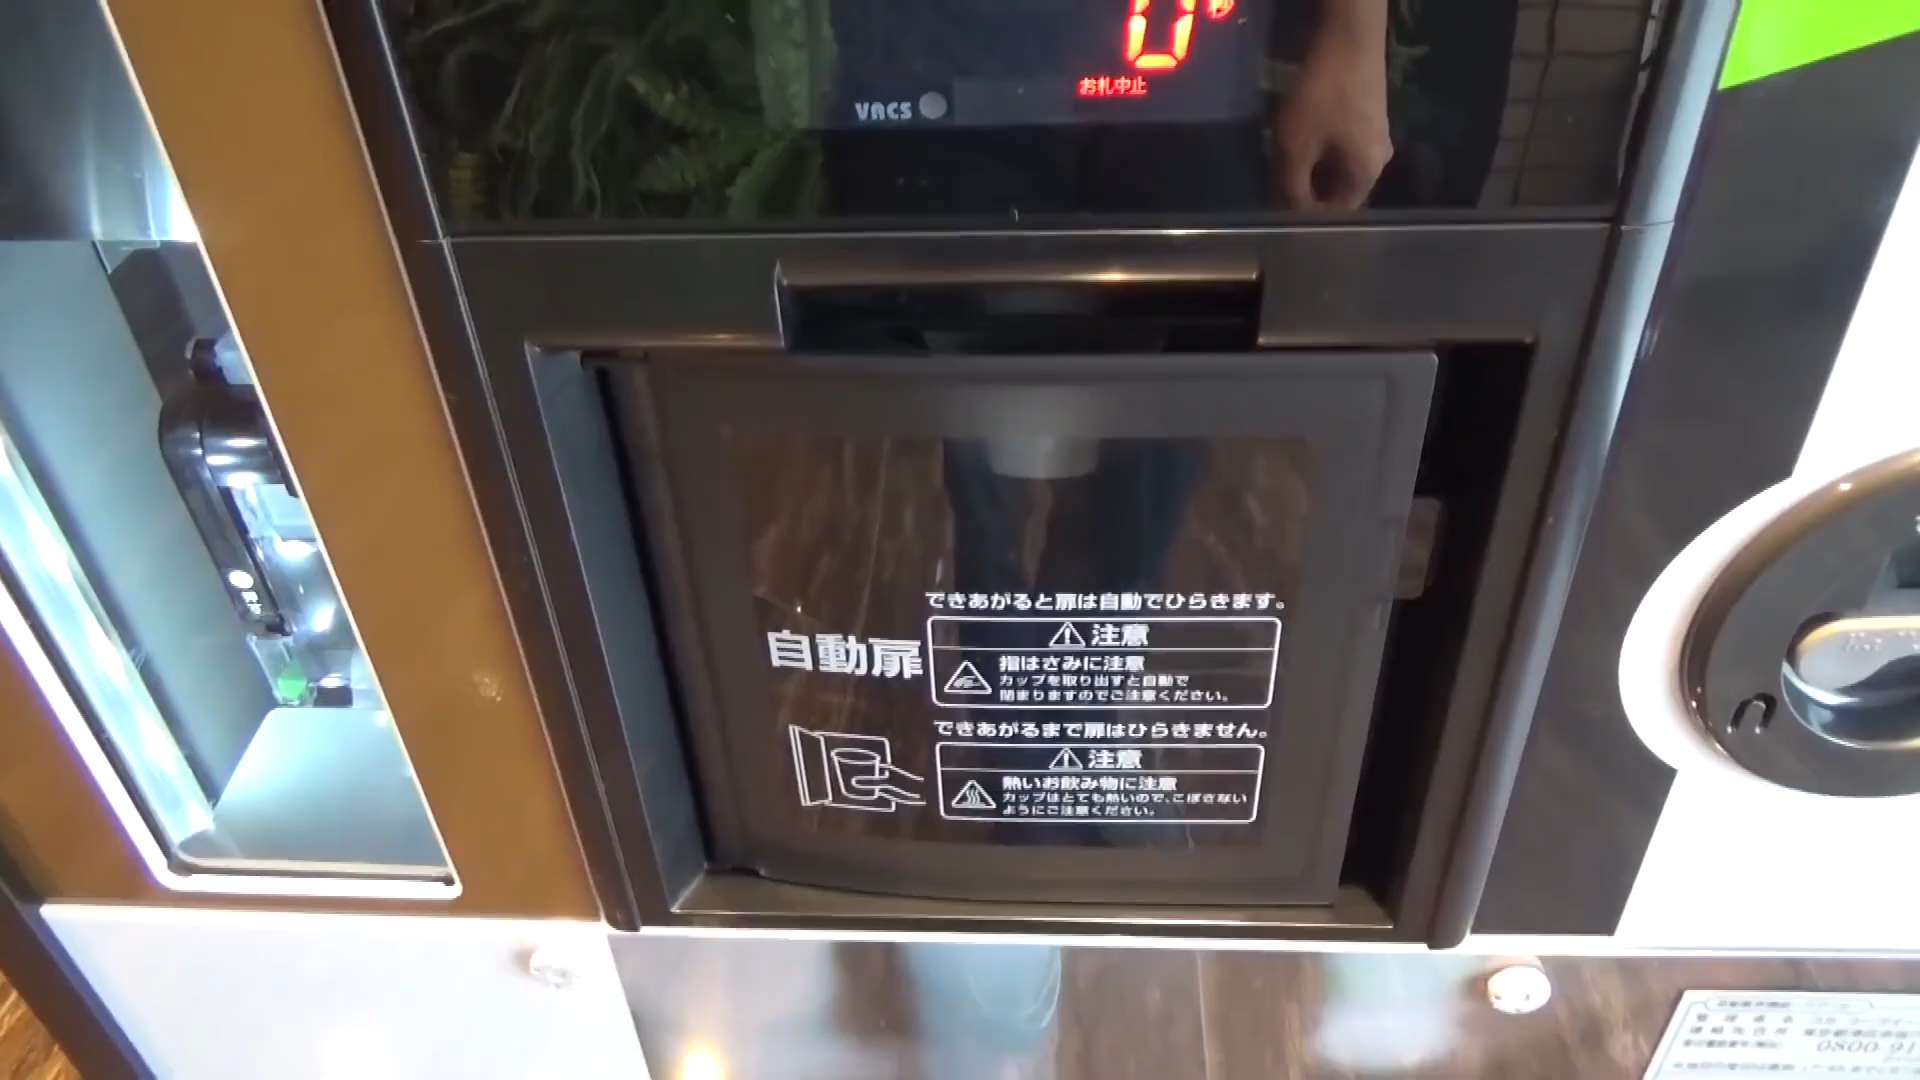 0秒
お札中止
VACS
できあがると扉は自動でひらきます。
自動扉
注意
指はさみに注意
カップを取り出すと自動で
閉まりますのでご注意ください。
できあがるまで扉はひらきません。
注意
熱いお飲み物に注意
カップはとても熱いので、こぼさない
ようにご注意ください。
0800-91